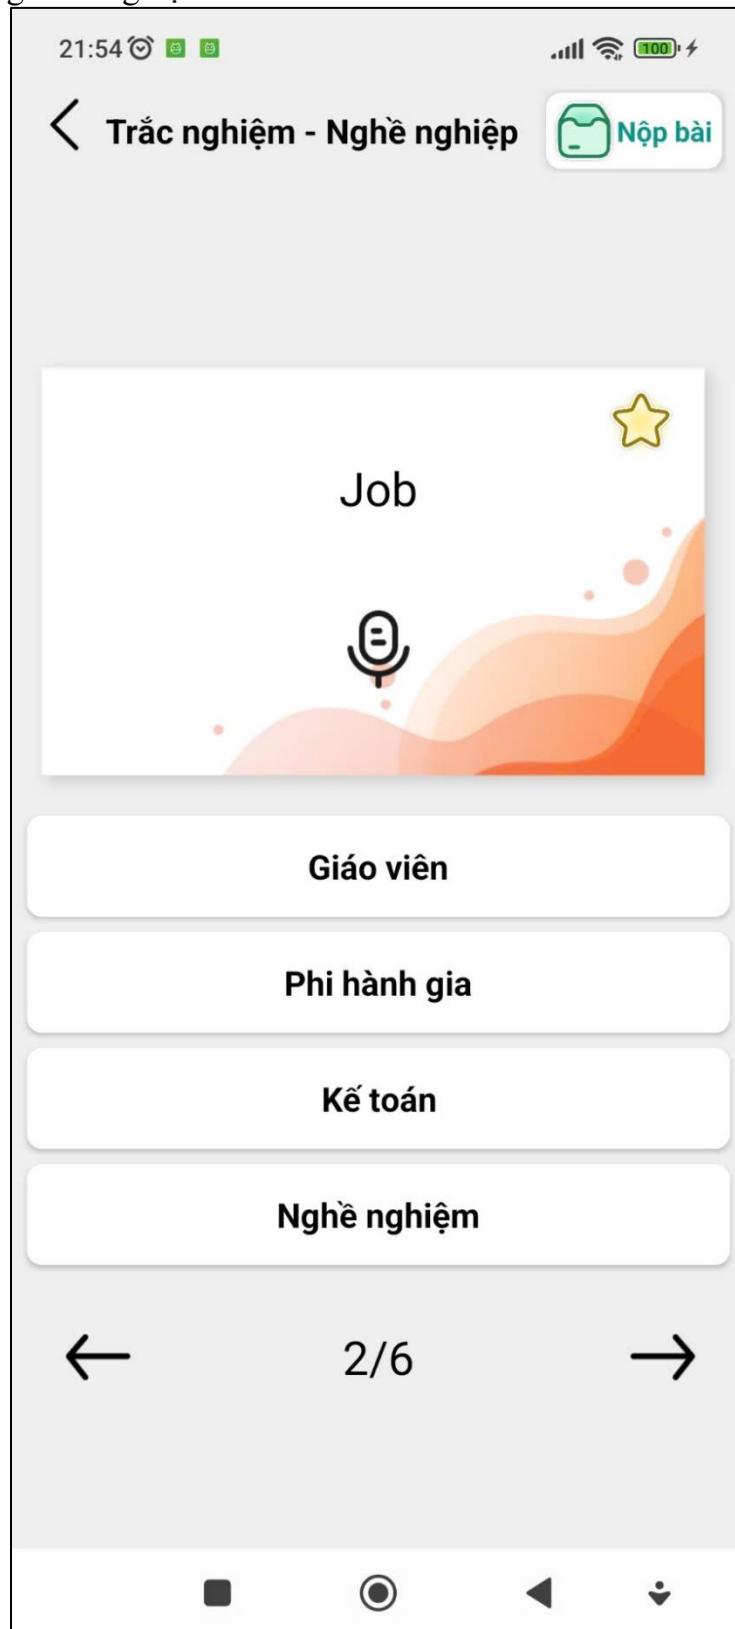 21:54
100
Trắc nghiệm - Nghề nghiệp
Nộp bài
Job
Giáo viên
Phi hành gia
Kế toán
Nghề nghiệm
2/6